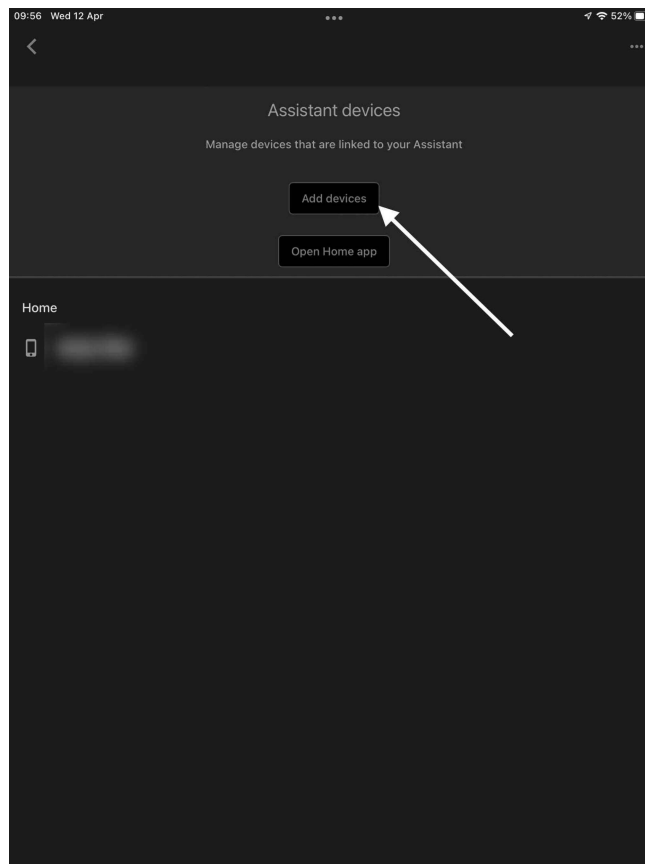 09:56 Wed 12 Apr 52%
Assistant devices
Manage devices that are linked to your Assistant
Add devices
Open Home app
Home